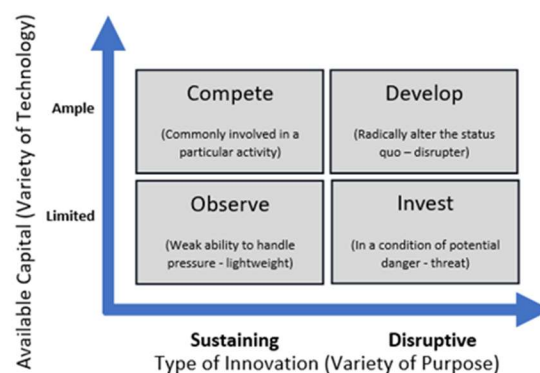 Available Capital (Variety of Technology)
Ample
Limited
Compete
(Commonly involved in a
particular activity)
Develop
(Radically alter the status
quo – disrupter)
Observe
(Weak ability to handle
pressure - lightweight)
Invest
(In a condition of potential
danger - threat)
Sustaining
Disruptive
Type of Innovation (Variety of Purpose)